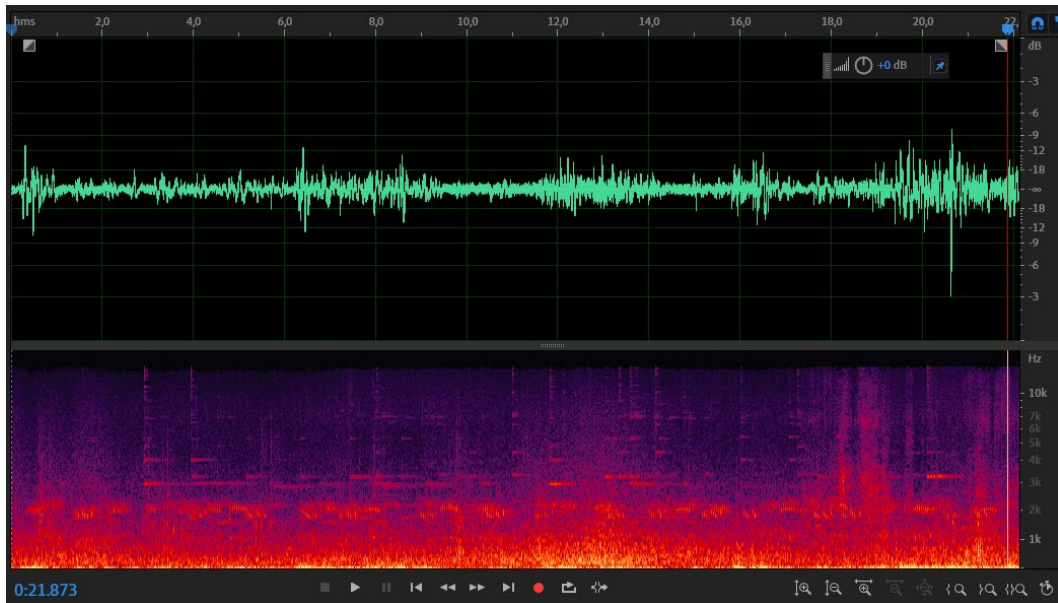 hms 2,0 4,0 6,0 8,0 10,0 12,0 14,0 16,0 18,0 20,0 22,
dB
+0 dB
-3
-6
-9
-12
-18
-∞
-18
-12
-9
-6
-3
Hz
10k
7k
6k
5k
4k
3k
2k
1k
0:21.873